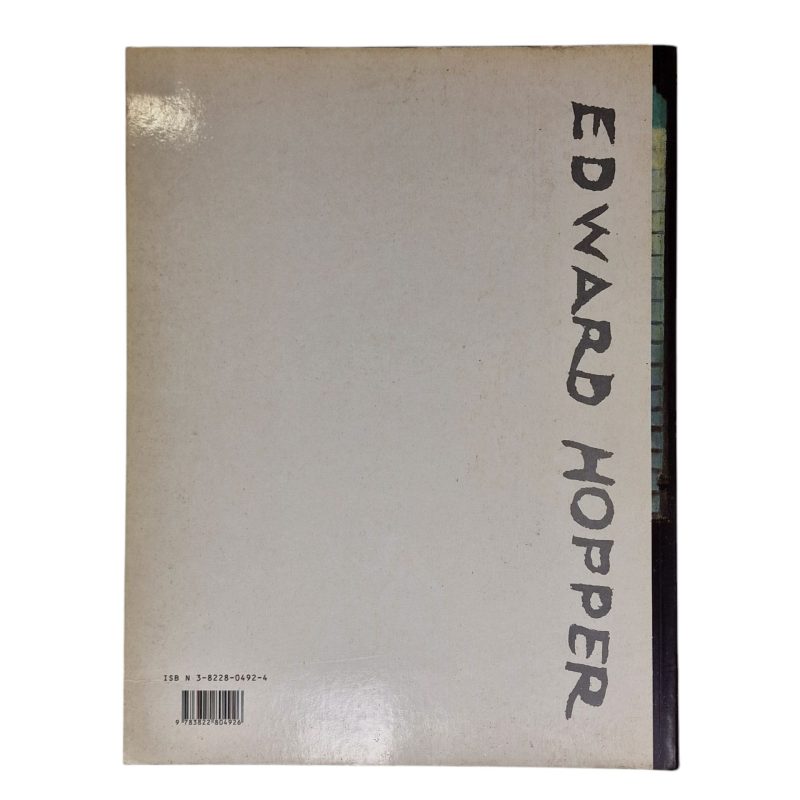 EDWARD HOPPER
ISB N 3-8228-0492-4
9 783822 804926